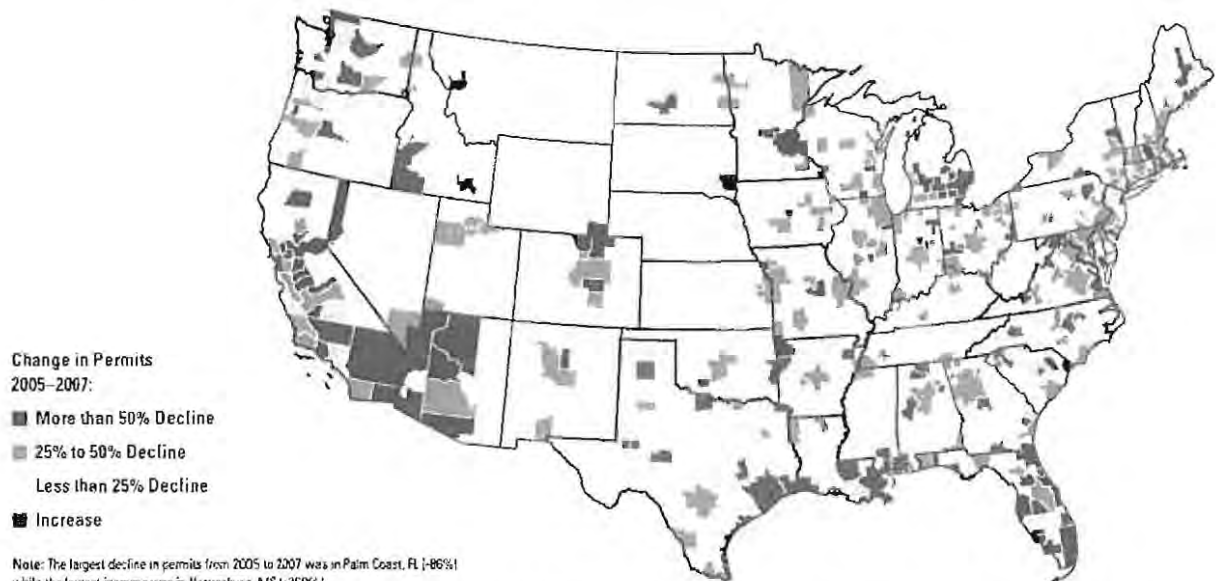 Change in Permits
2005–2007:
More than 50% Decline
25% to 50% Decline
Less than 25% Decline
Increase
Note: The largest decline in permits from 2005 to 2007 was in Palm Coast, FL (-86%)